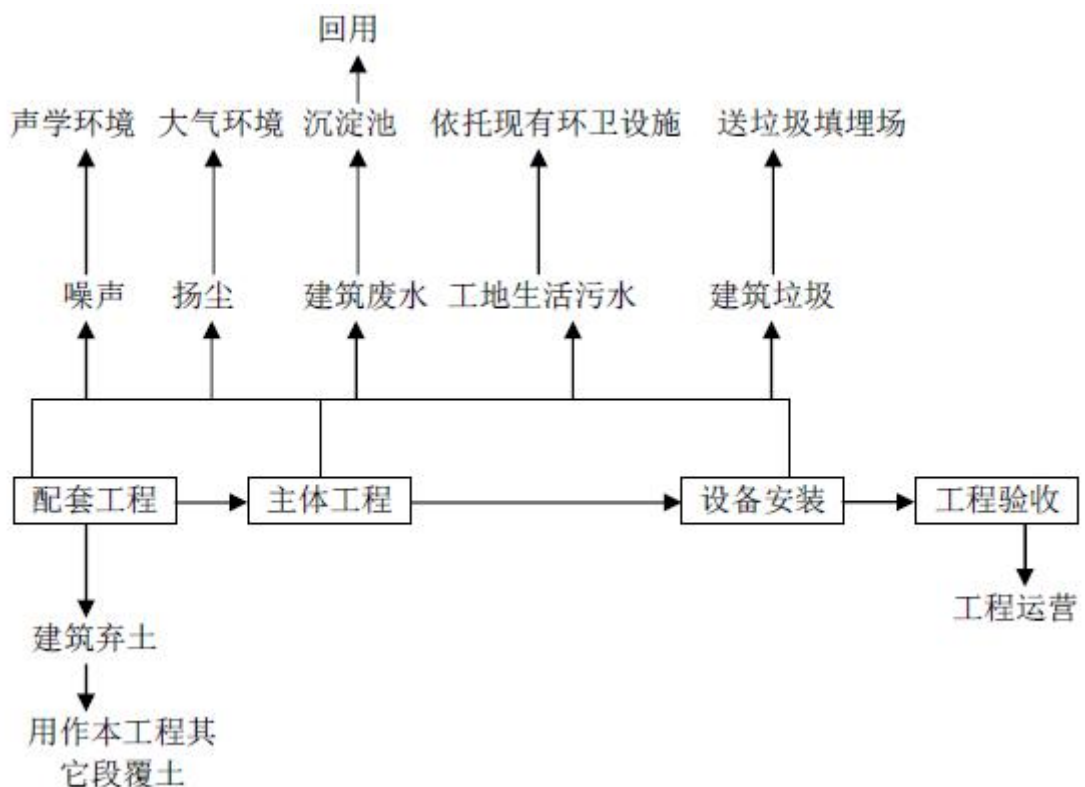 回用
声学环境 大气环境 沉淀池 依托现有环卫设施 送垃圾填埋场
噪声 扬尘 建筑废水 工地生活污水 建筑垃圾
配套工程 主体工程 设备安装 工程验收
工程运营
建筑弃土
用作本工程其
它段覆土